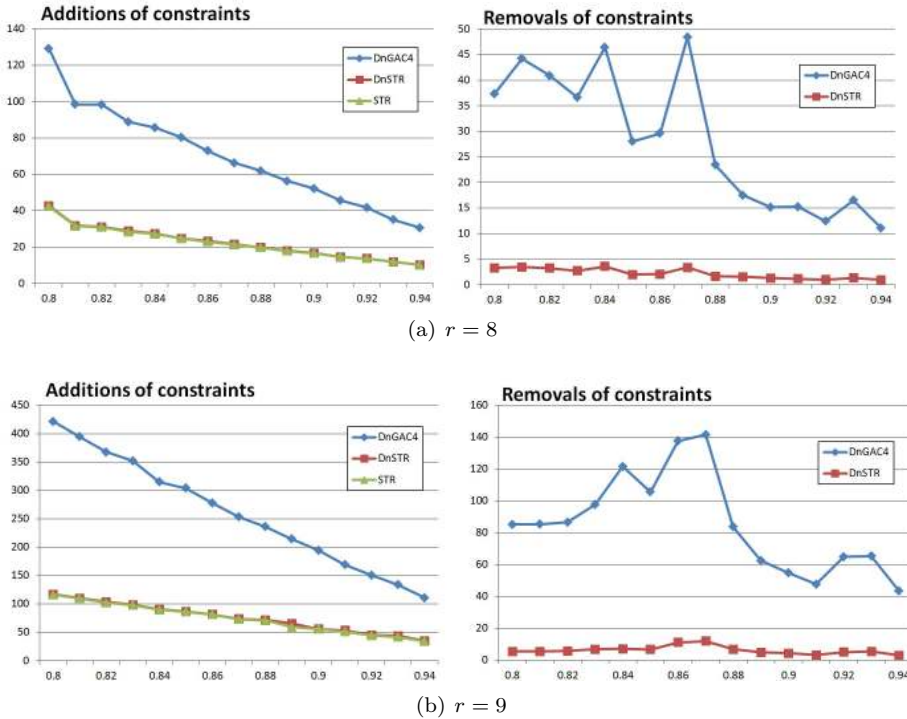 Additions of constraints
140
120
100
80
60
40
20
0
DnGAC4
DnSTR
STR
0.8 0.82 0.84 0.86 0.88 0.9 0.92 0.94
Removals of constraints
50
45
40
35
30
25
20
15
10
5
0
DnGAC4
DnSTR
0.8 0.82 0.84 0.86 0.88 0.9 0.92 0.94
(a) r = 8
Additions of constraints
450
400
350
300
250
200
150
100
50
0
DnGAC4
DnSTR
STR
0.8 0.82 0.84 0.86 0.88 0.9 0.92 0.94
Removals of constraints
160
140
120
100
80
60
40
20
0
DnGAC4
DnSTR
0.8 0.82 0.84 0.86 0.88 0.9 0.92 0.94
(b) r = 9